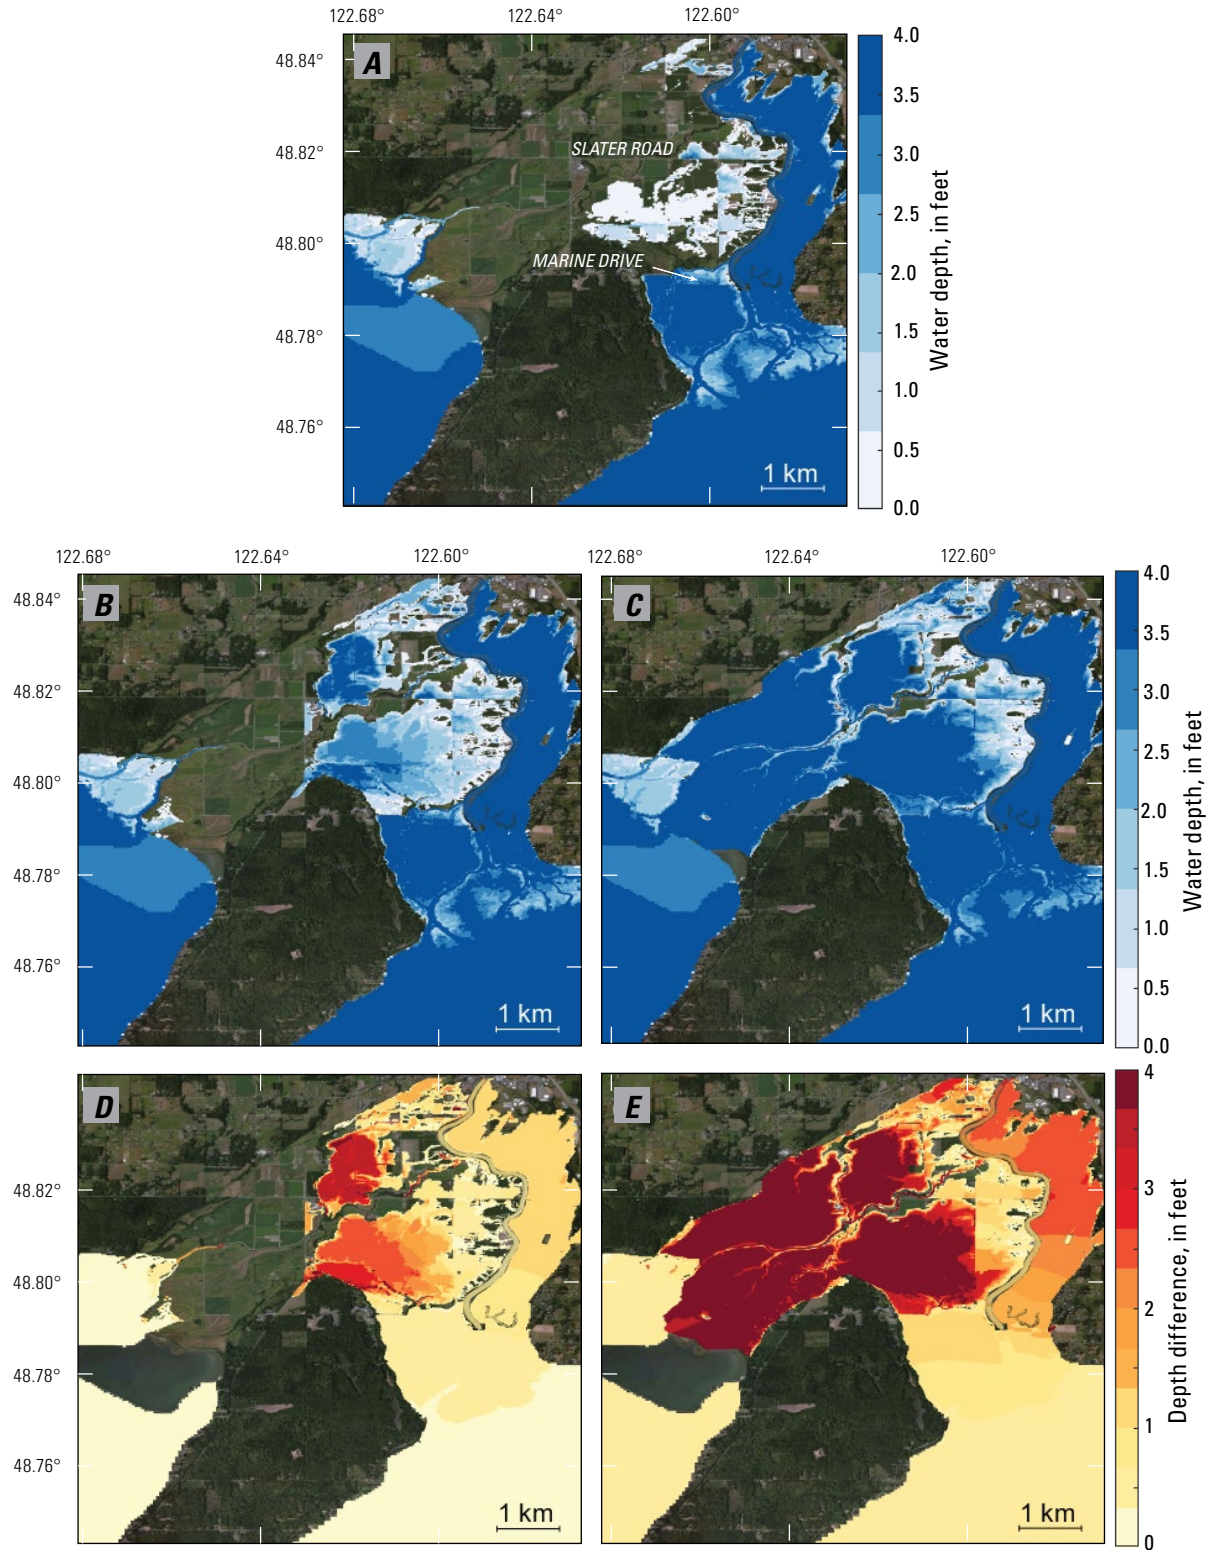 122.68° 122.64° 122.60°
A
48.84°
48.82°
48.80°
48.78°
48.76°
SLATER ROAD
MARINE DRIVE
1 km
4.0
3.5
3.0
2.5
2.0
1.5
1.0
0.5
0.0
Water depth, in feet
122.68° 122.64° 122.60° 122.68° 122.64° 122.60°
B
48.84°
48.82°
48.80°
48.78°
48.76°
1 km
C
1 km
4.0
3.5
3.0
2.5
2.0
1.5
1.0
0.5
0.0
Water depth, in feet
D
48.82°
48.80°
48.78°
48.76°
1 km
E
1 km
4
3
2
1
0
Depth difference, in feet